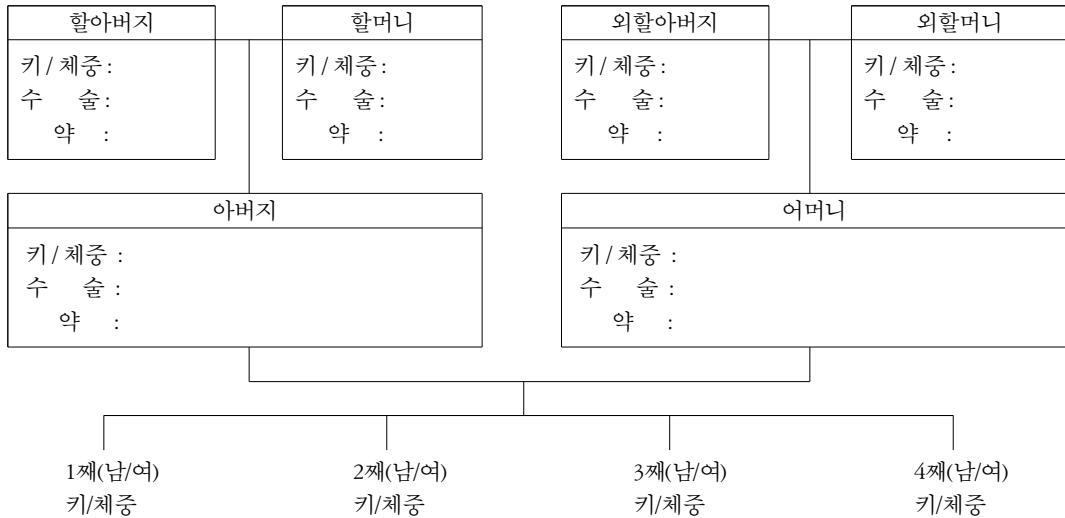 할아버지
키/체중:
수 술:
약 :
할머니
키/체중:
수 술:
약 :
외할아버지
키/체중:
수 술:
약 :
외할머니
키/체중:
수 술:
약 :
아버지
키/체중 :
수 술 :
약 :
어머니
키/체중 :
수 술 :
약 :
1째(남/여)
키/체중
2째(남/여)
키/체중
3째(남/여)
키/체중
4째(남/여)
키/체중